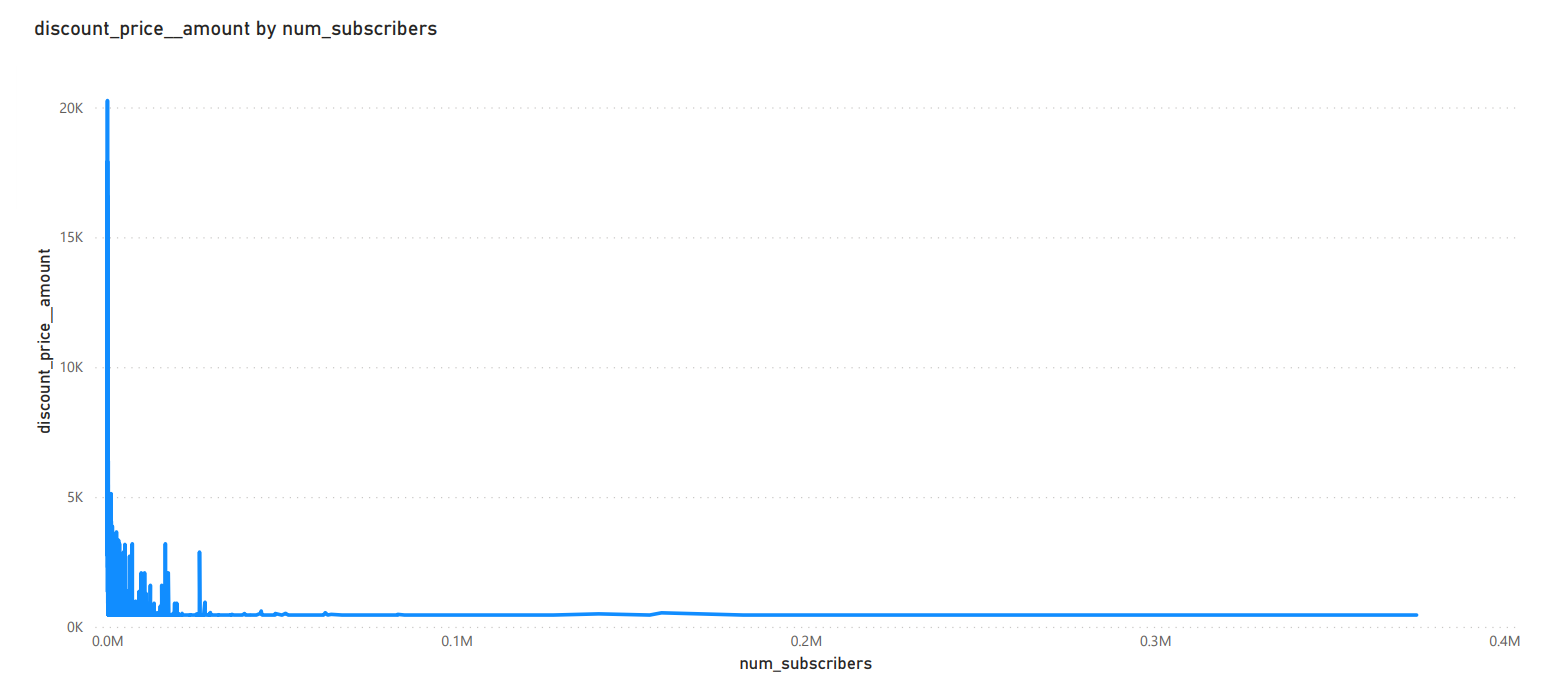 discount_price__amount by num_subscribers
20K
15K
10K
5K
0K
discount_price__amount
0.0M
0.1M
0.2M
0.3M
0.4M
num_subscribers